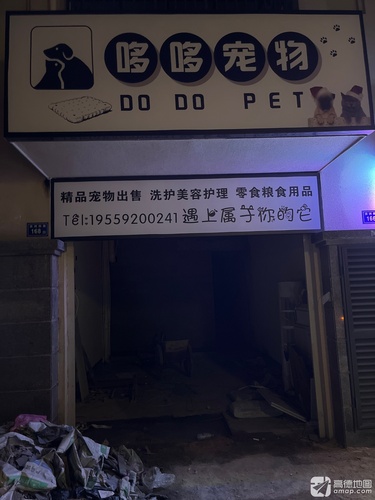 哆哆宠物
DO DO PET
精品宠物出售 洗护美容护理 零食粮食用品
Tel:19559200241 遇上属于你的它
168
高德地图
amap.com